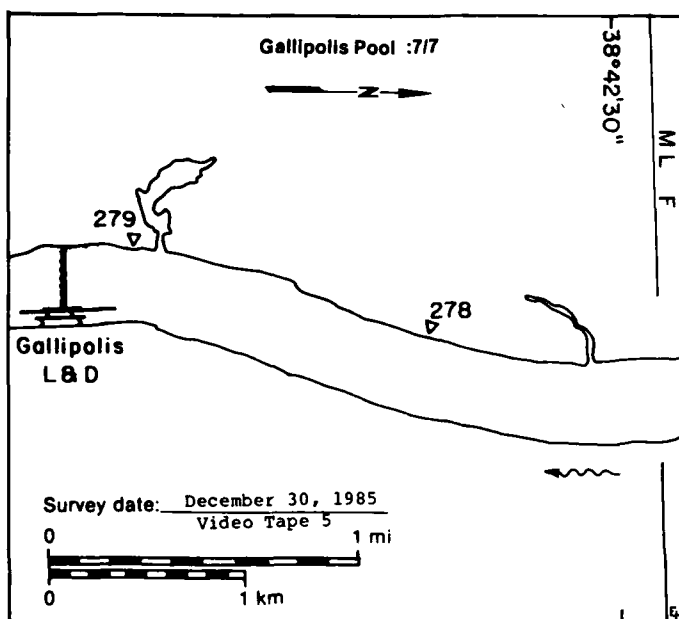 Gallipolis Pool :7/7
N
38°42'30"
ML F
279
278
Gallipolis
L&D
Survey date: December 30, 1985
Video Tape 5
0 1 mi
0 1 km